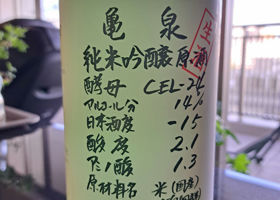 亀泉
生
純米吟醸原酒
酵母 CEL-24
アルコール分 14%
日本酒度 -15
酸度 2.1
アミノ酸 1.3
原材料名 米(国産)